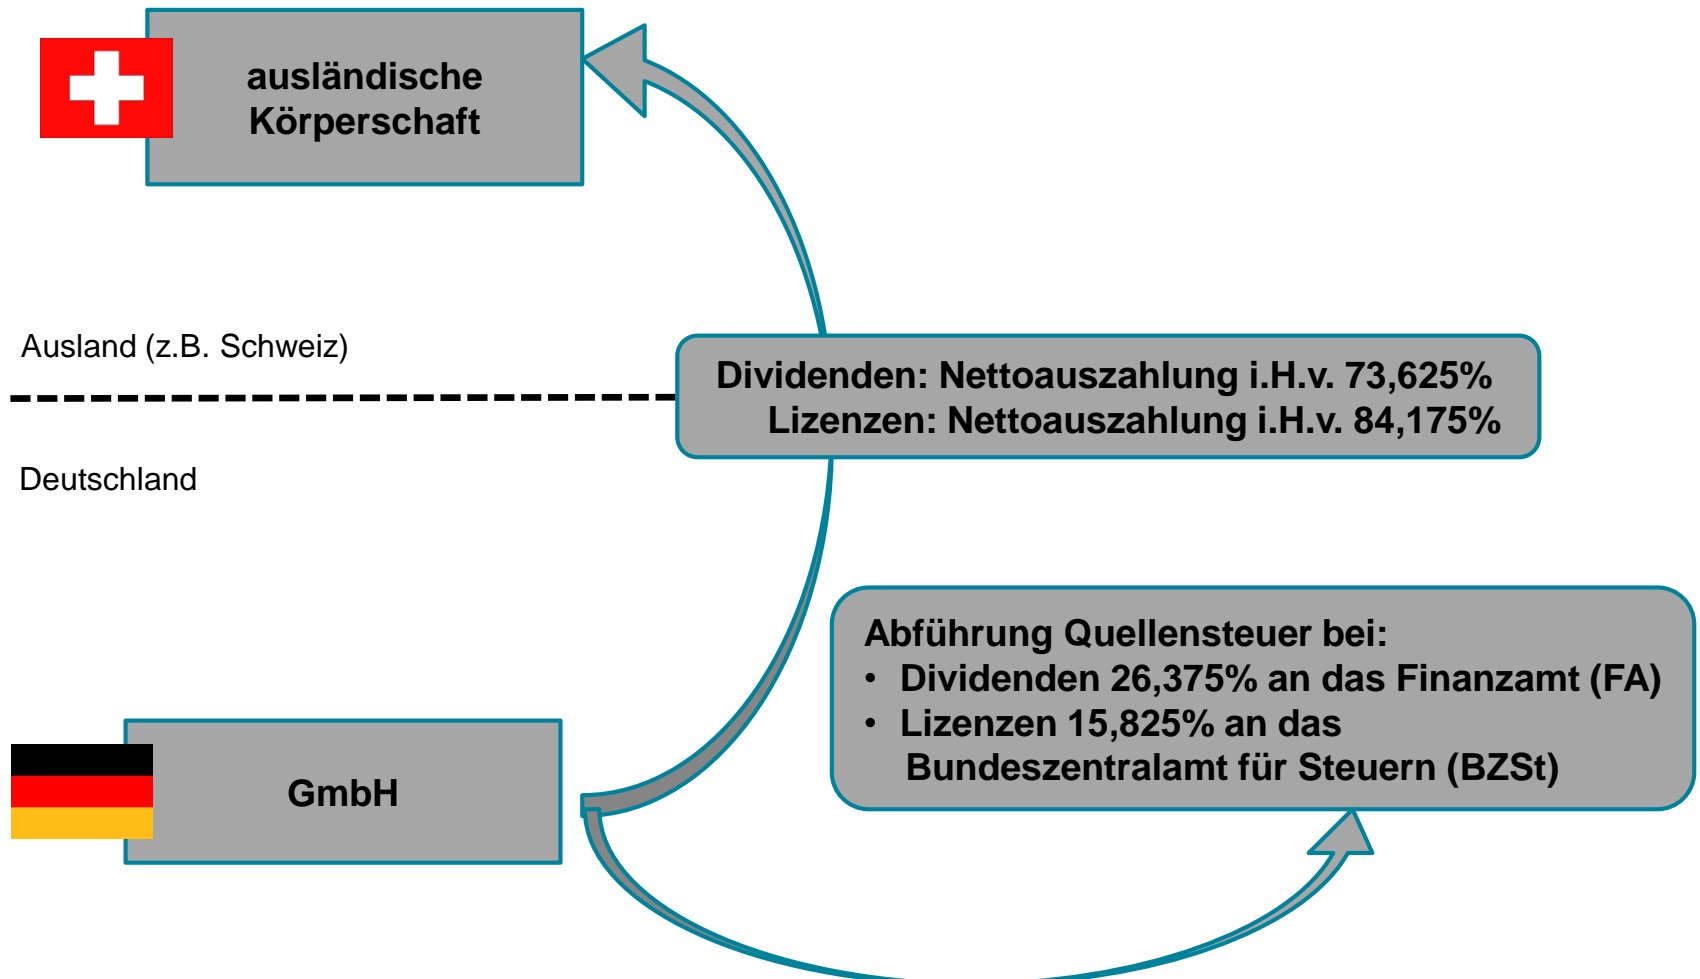 ausländische
Körperschaft
Ausland (z.B. Schweiz)
Dividenden: Nettoauszahlung i.H.v. 73,625%
Lizenzen: Nettoauszahlung i.H.v. 84,175%
Deutschland
Abführung Quellensteuer bei:
• Dividenden 26,375% an das Finanzamt (FA)
• Lizenzen 15,825% an das
Bundeszentralamt für Steuern (BZSt)
GmbH